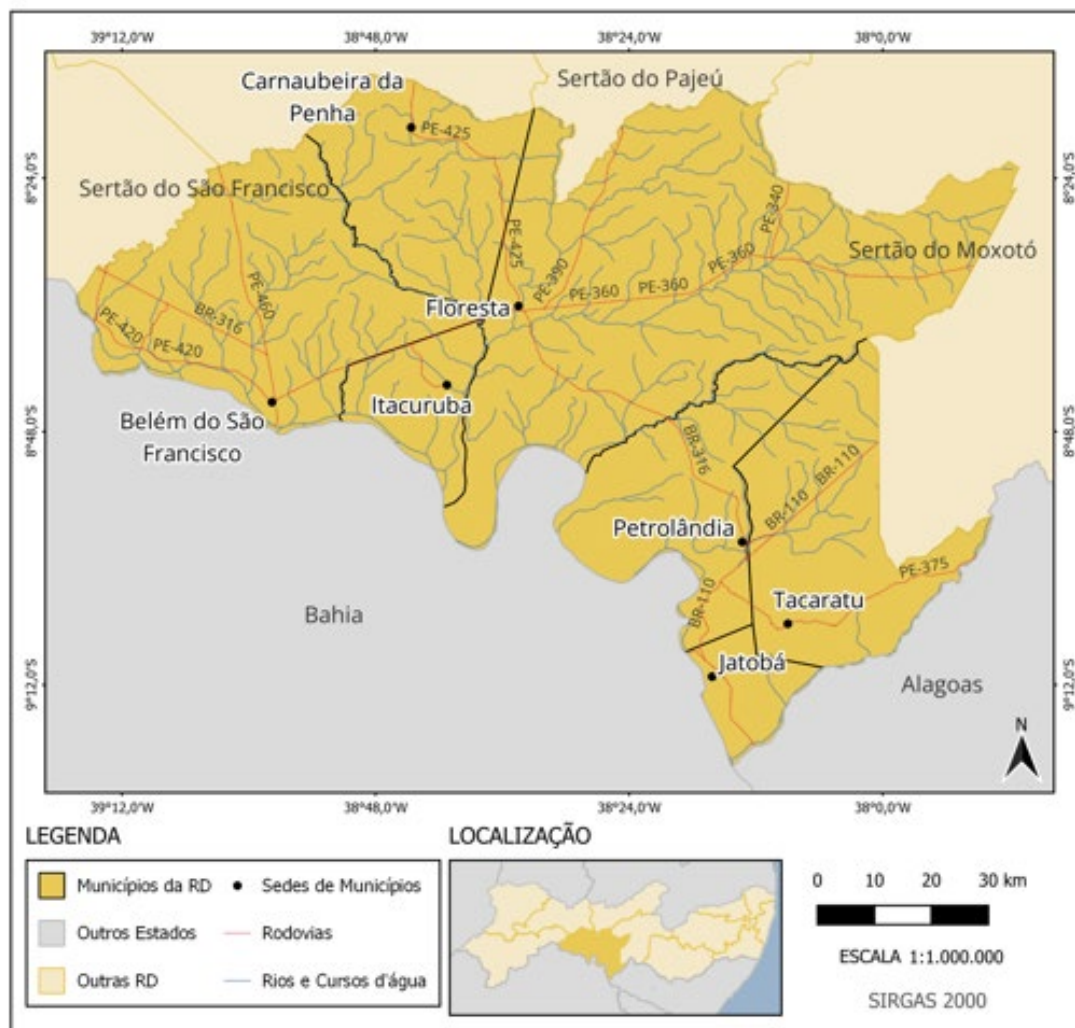 39°12,0'W 38°48,0'W 38°24,0'W 38°0,0'W
Carnaubeira da
Penha
Sertão do Pajeú
PE-425
8°24,0'S
8°24,0'S
Sertão do São Francisco
PE-340
PE-425
Sertão do Moxotó
PE-360
PE-390
PE-460
PE-360
PE-360
BR-316
Floresta
PE-420
PE-420
Itacuruba
Belém do São
Francisco
8°48,0'S
8°48,0'S
BR-316
BR-110
BR-110
Petrolândia
PE-375
Tacaratu
BR-110
Bahia
Jatobá
9°12,0'S
9°12,0'S
Alagoas
N
39°12,0'W 38°48,0'W 38°24,0'W 38°0,0'W
LEGENDA
Municípios da RD
Sedes de Municípios
Outros Estados
Rodovias
Outras RD
Rios e Cursos d'água
LOCALIZAÇÃO
0 10 20 30 km
ESCALA 1:1.000.000
SIRGAS 2000